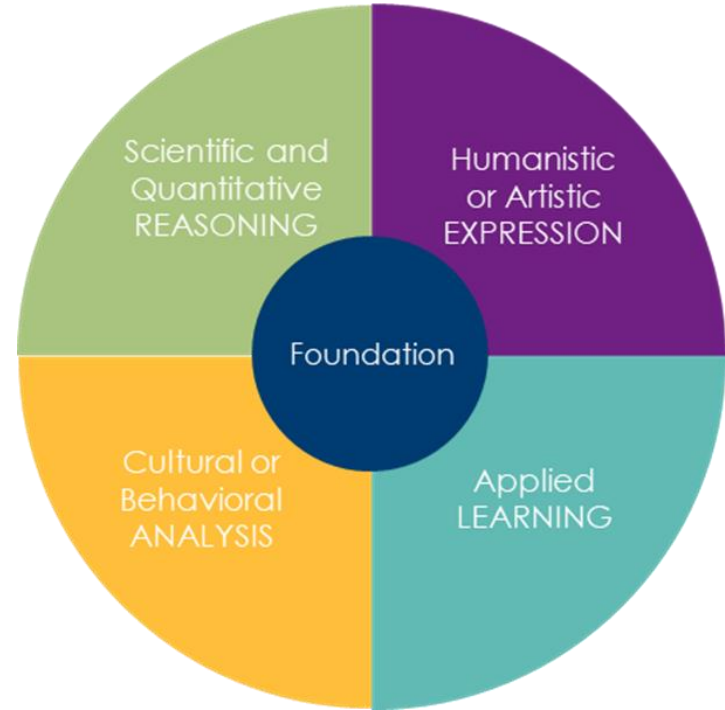 Scientific and
Quantitative
REASONING
Humanistic
or Artistic
EXPRESSION
Foundation
Cultural or
Behavioral
ANALYSIS
Applied
LEARNING